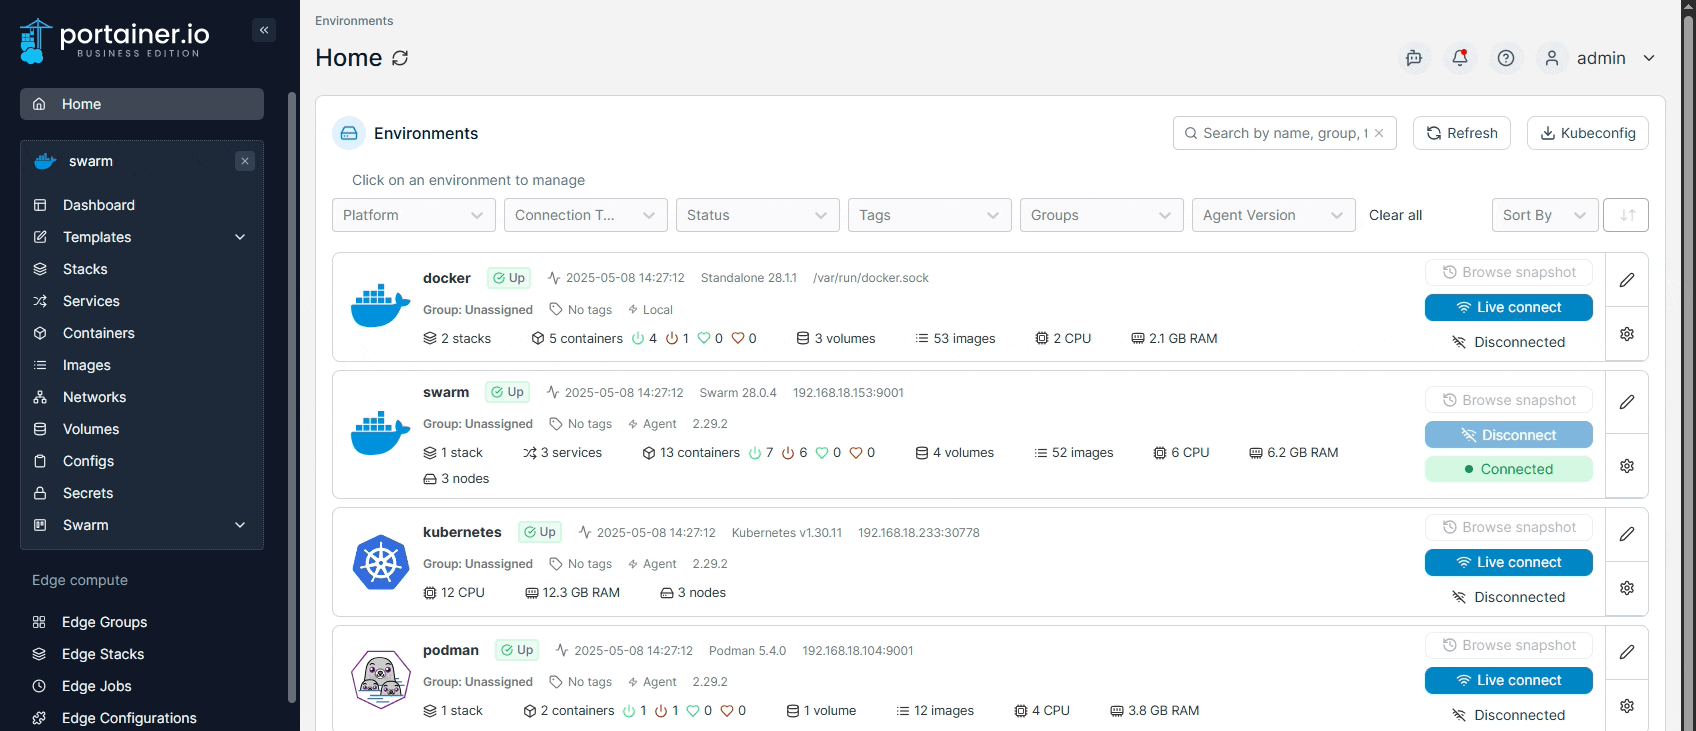 portainer.io
BUSINESS EDITION
Home
swarm
Dashboard
Templates
Stacks
Services
Containers
Images
Networks
Volumes
Configs
Secrets
Swarm
Edge compute
Edge Groups
Edge Stacks
Edge Jobs
Edge Configurations
Environments
Home
admin
Environments
Search by name, group, t
Refresh
Kubeconfig
Click on an environment to manage
Platform
Connection T...
Status
Tags
Groups
Agent Version
Clear all
Sort By
docker Up 2025-05-08 14:27:12 Standalone 28.1.1 /var/run/docker.sock
Group: Unassigned No tags Local
2 stacks 5 containers 4 1 0 0 3 volumes 53 images 2 CPU 2.1 GB RAM
Browse snapshot
Live connect
Disconnected
swarm Up 2025-05-08 14:27:12 Swarm 28.0.4 192.168.18.153:9001
Group: Unassigned No tags Agent 2.29.2
1 stack 3 services 13 containers 7 6 0 0 4 volumes 52 images 6 CPU 6.2 GB RAM
3 nodes
Browse snapshot
Disconnect
Connected
kubernetes Up 2025-05-08 14:27:12 Kubernetes v1.30.11 192.168.18.233:30778
Group: Unassigned No tags Agent 2.29.2
12 CPU 12.3 GB RAM 3 nodes
Browse snapshot
Live connect
Disconnected
podman Up 2025-05-08 14:27:12 Podman 5.4.0 192.168.18.104:9001
Group: Unassigned No tags Agent 2.29.2
1 stack 2 containers 1 1 0 0 1 volume 12 images 4 CPU 3.8 GB RAM
Browse snapshot
Live connect
Disconnected